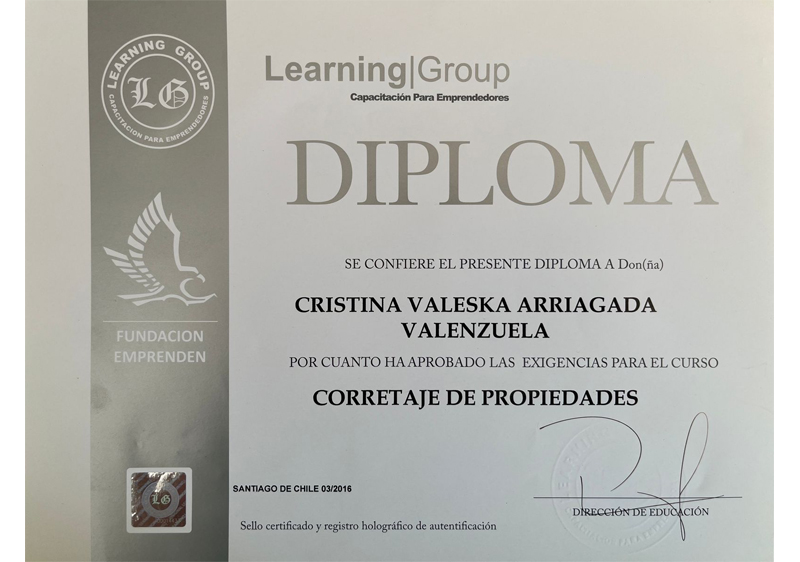 LEARNING GROUP
LG
CAPACITACION PARA EMPRENDEDORES
FUNDACION
EMPRENDEN
LG
Learning|Group
Capacitación Para Emprendedores
DIPLOMA
SE CONFIERE EL PRESENTE DIPLOMA A Don(ña)
CRISTINA VALESKA ARRIAGADA
VALENZUELA
POR CUANTO HA APROBADO LAS EXIGENCIAS PARA EL CURSO
CORRETAJE DE PROPIEDADES
SANTIAGO DE CHILE 03/2016
DIRECCIÓN DE EDUCACIÓN
Sello certificado y registro holográfico de autentificación